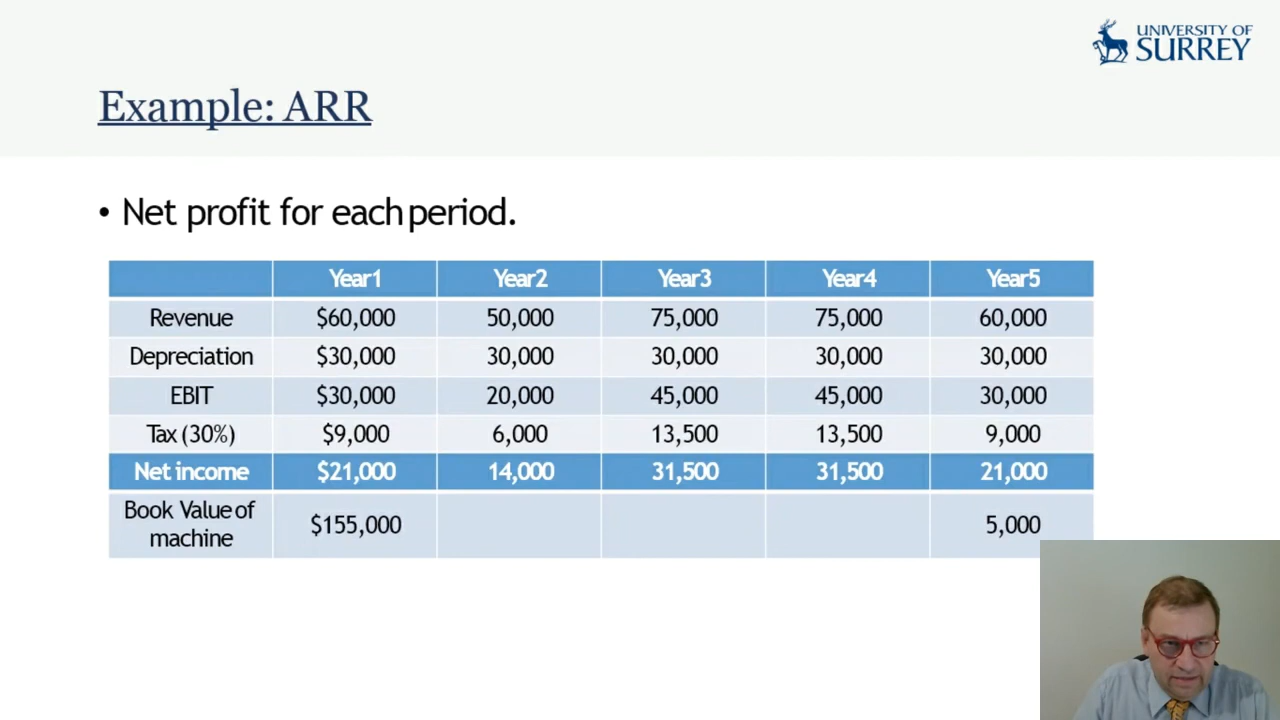 UNIVERSITY OF
SURREY
Example: ARR
• Net profit for each period.
Year1 Year2 Year3 Year4 Year5
Revenue $60,000 50,000 75,000 75,000 60,000
Depreciation $30,000 30,000 30,000 30,000 30,000
EBIT $30,000 20,000 45,000 45,000 30,000
Tax (30%) $9,000 6,000 13,500 13,500 9,000
Net income $21,000 14,000 31,500 31,500 21,000
Book Value of
machine $155,000 5,000